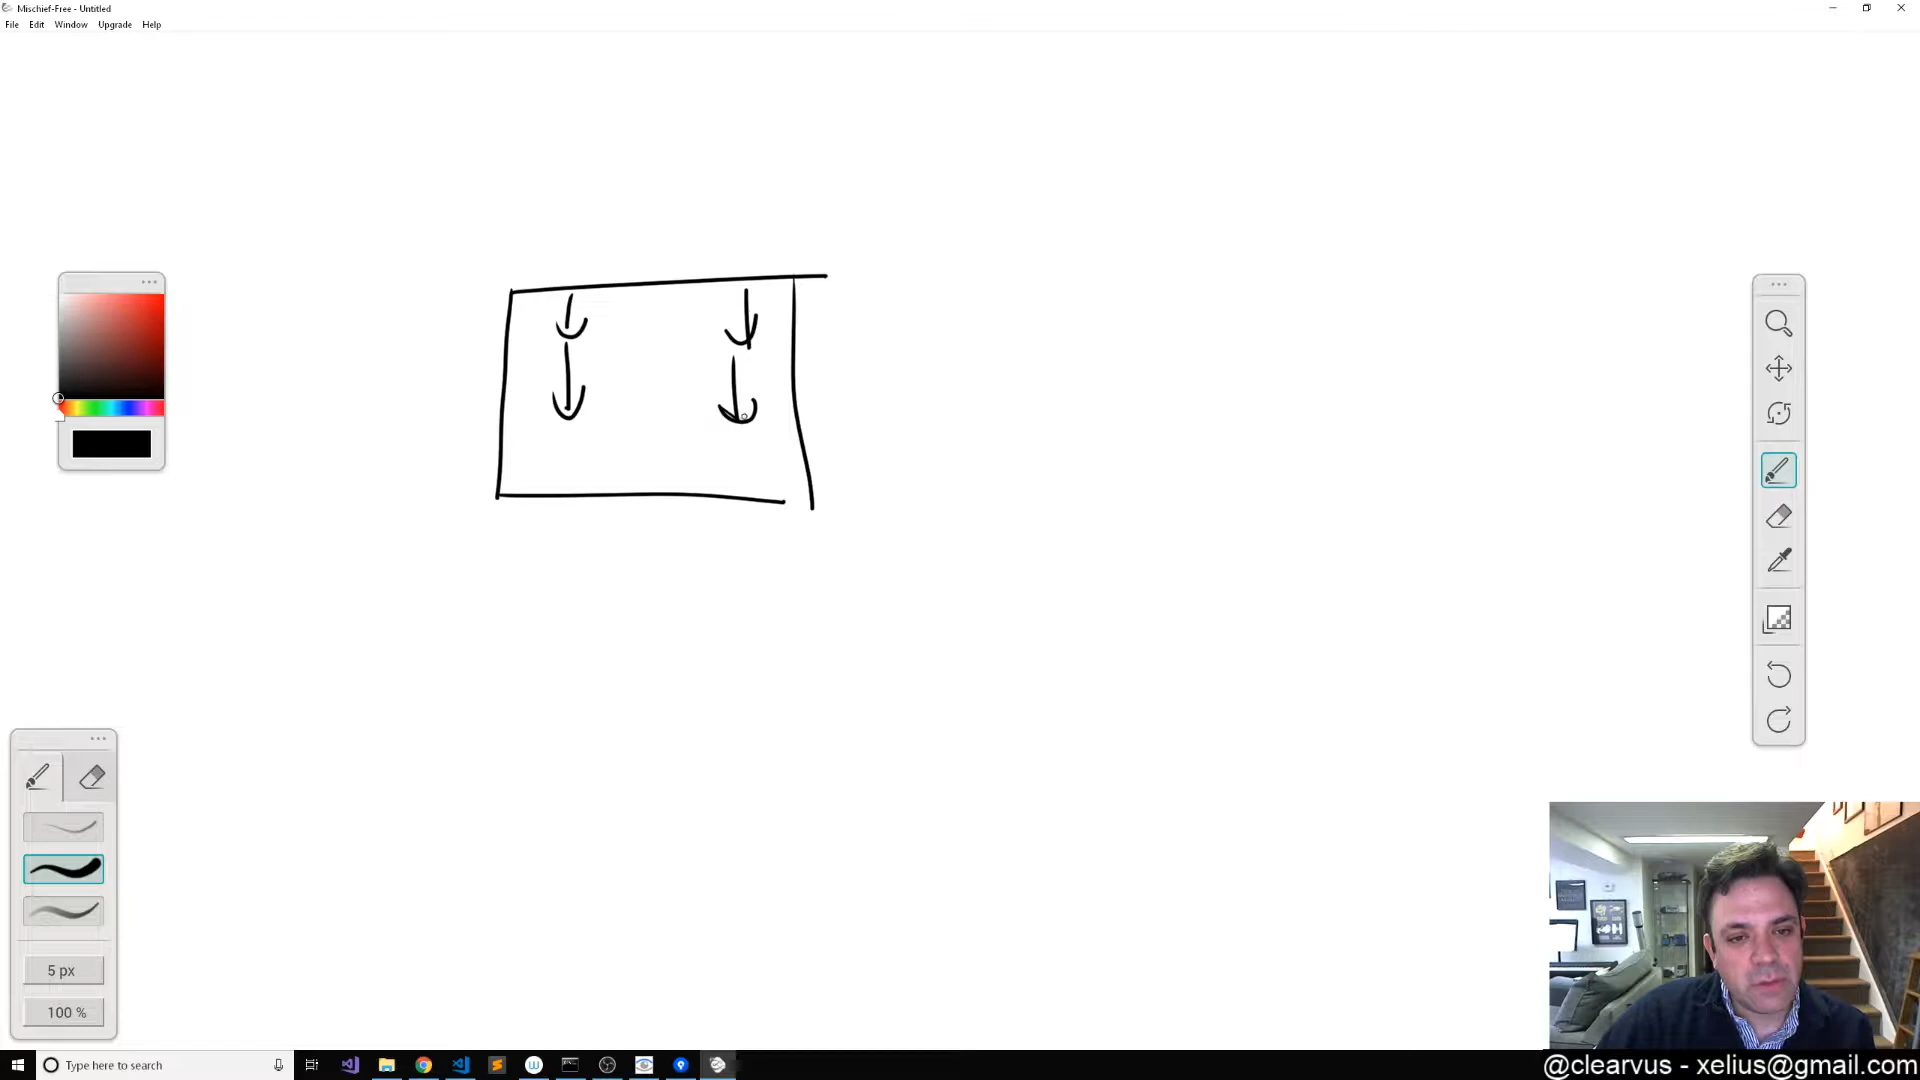 Mischief-Free - Untitled
File Edit Window Upgrade Help
5 px
100 %
Type here to search
@clearvus - xelius@gmail.com